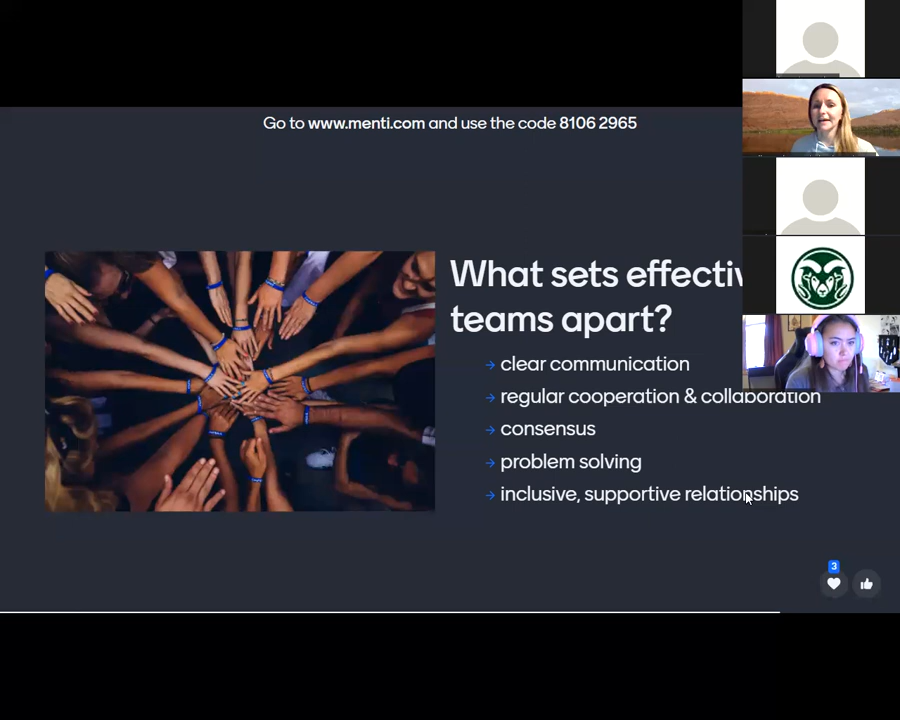 Go to www.menti.com and use the code 8106 2965
What sets effectiv
teams apart?
→ clear communication
→ regular cooperation & collaboration
→ consensus
→ problem solving
→ inclusive, supportive relationships
3